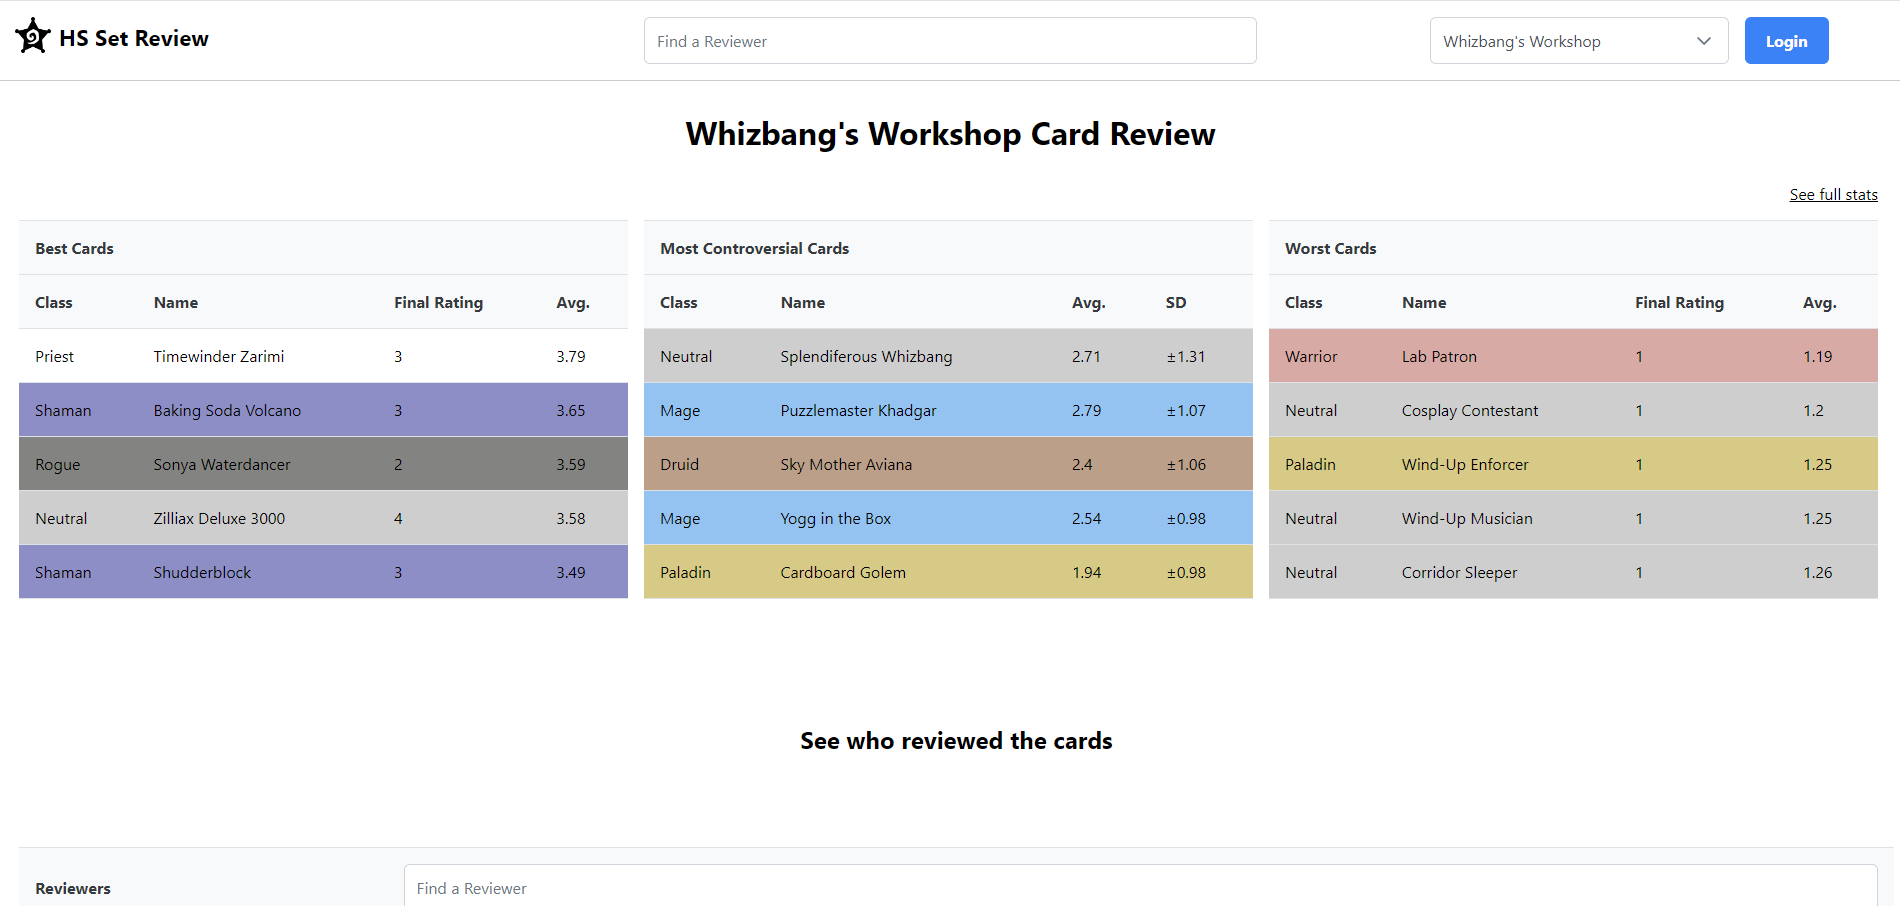 HS Set Review
Find a Reviewer
Whizbang's Workshop
Login
Whizbang's Workshop Card Review
See full stats
Best Cards
Class Name Final Rating Avg.
Priest Timewinder Zarimi 3 3.79
Shaman Baking Soda Volcano 3 3.65
Rogue Sonya Waterdancer 2 3.59
Neutral Zilliax Deluxe 3000 4 3.58
Shaman Shudderblock 3 3.49
Most Controversial Cards
Class Name Avg. SD
Neutral Splendiferous Whizbang 2.71 ±1.31
Mage Puzzlemaster Khadgar 2.79 ±1.07
Druid Sky Mother Aviana 2.4 ±1.06
Mage Yogg in the Box 2.54 ±0.98
Paladin Cardboard Golem 1.94 ±0.98
Worst Cards
Class Name Final Rating Avg.
Warrior Lab Patron 1 1.19
Neutral Cosplay Contestant 1 1.2
Paladin Wind-Up Enforcer 1 1.25
Neutral Wind-Up Musician 1 1.25
Neutral Corridor Sleeper 1 1.26
See who reviewed the cards
Reviewers
Find a Reviewer